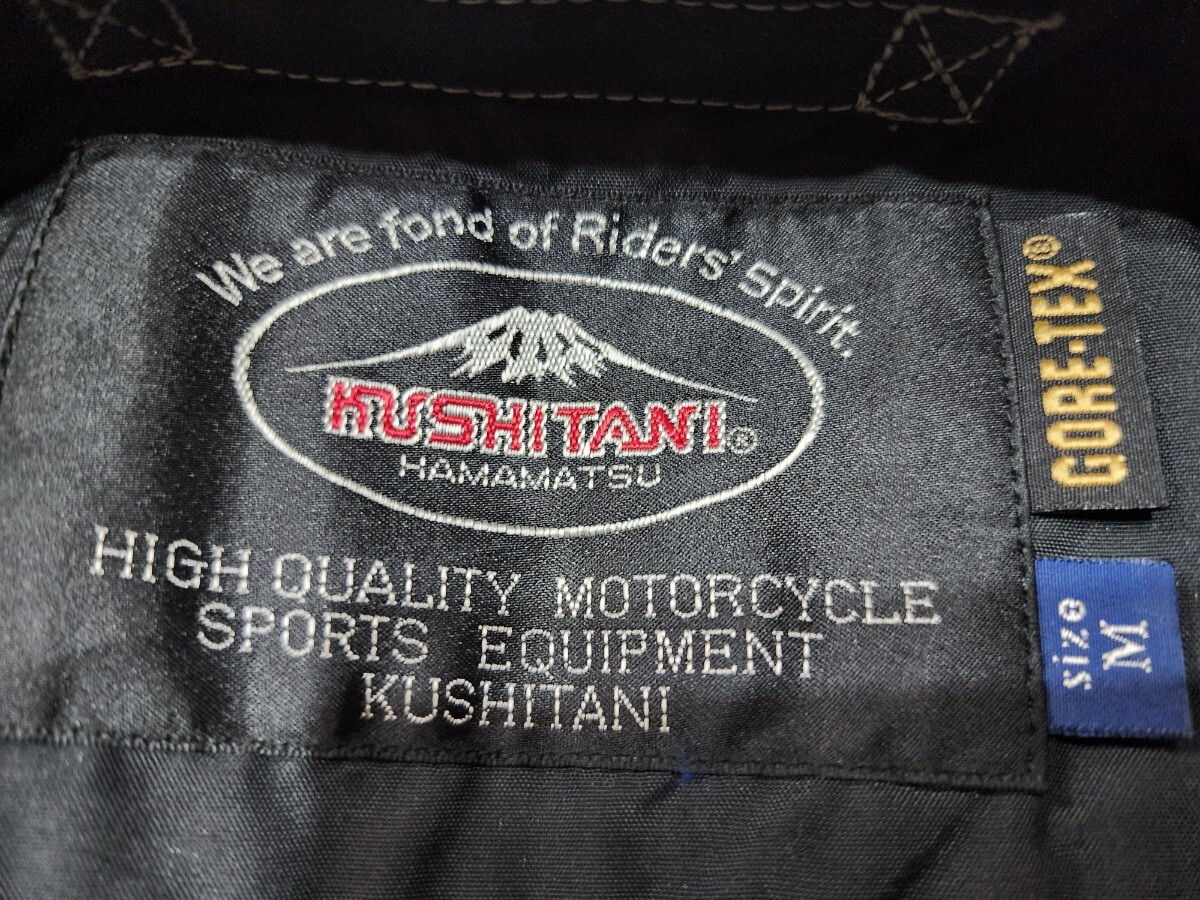 We are fond of Riders' Spirit.
KUSHITANI®
HAMAMATSU
HIGH QUALITY MOTORCYCLE
SPORTS EQUIPMENT
KUSHITANI
GORE-TEX®
size
M